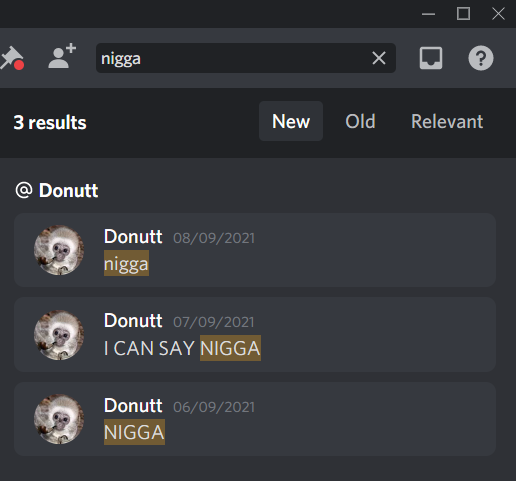 nigga
3 results
New Old Relevant
@ Donutt
Donutt 08/09/2021
nigga
Donutt 07/09/2021
I CAN SAY NIGGA
Donutt 06/09/2021
NIGGA